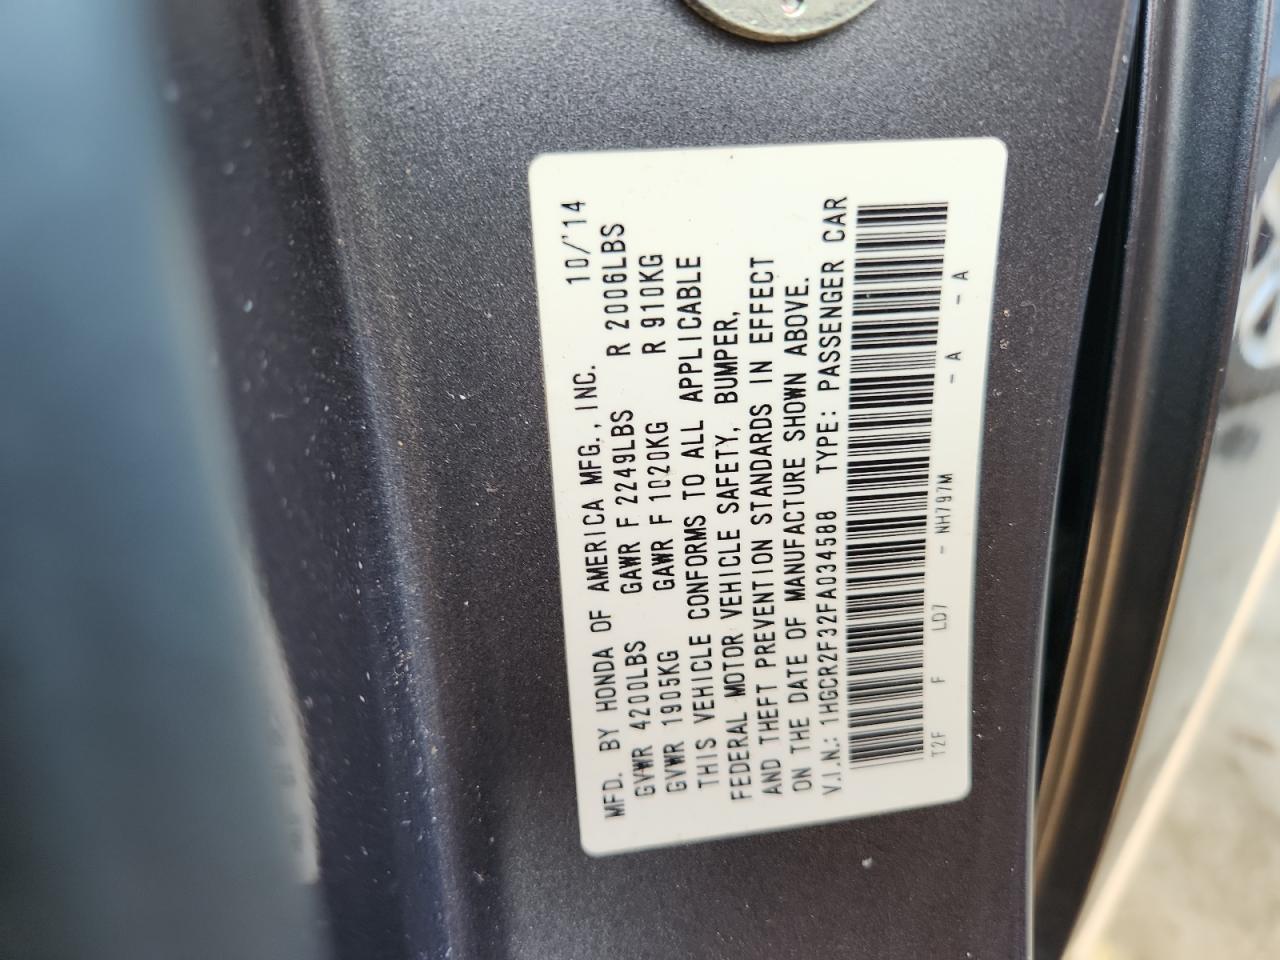 MFD. BY HONDA OF AMERICA MFG., INC. 10/'14
GVWR 4200LBS GAWR F 2249LBS R 2006LBS
GVWR 1905KG GAWR F 1020KG R 910KG
THIS VEHICLE CONFORMS TO ALL APPLICABLE
FEDERAL MOTOR VEHICLE SAFETY, BUMPER,
AND THEFT PREVENTION STANDARDS IN EFFECT
ON THE DATE OF MANUFACTURE SHOWN ABOVE.
V.I.N.: 1HGCR2F32FA034588 TYPE: PASSENGER CAR
T2F F LD7 - NH797M - A - A